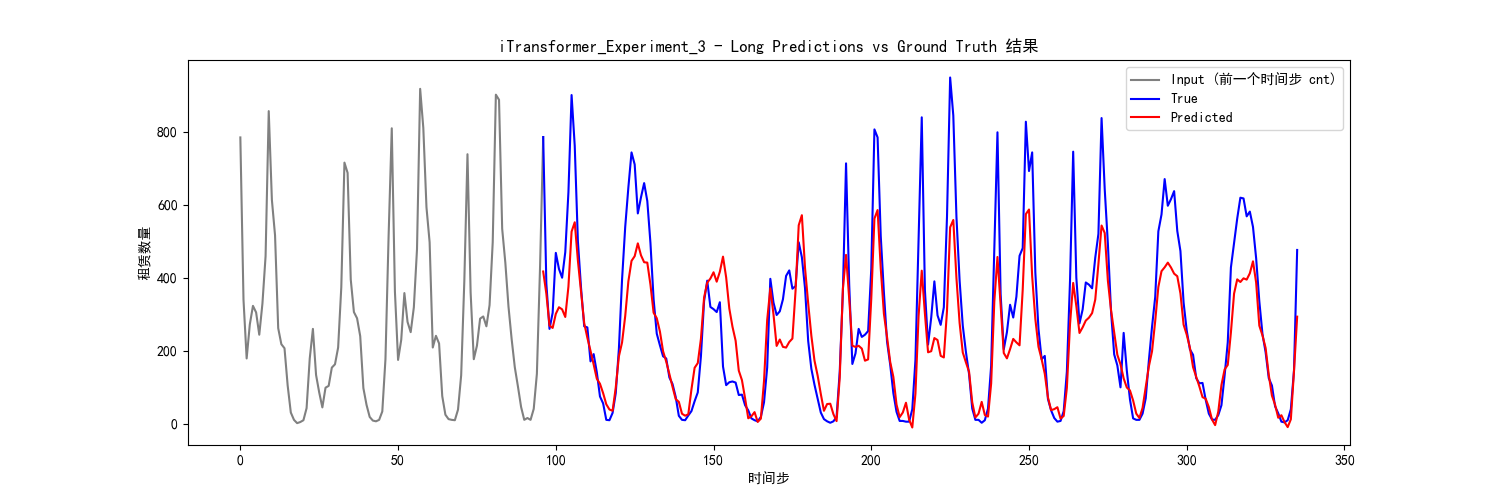 iTransformer_Experiment_3 - Long Predictions vs Ground Truth 结果
Input (前一个时间步 cnt)
True
Predicted
租赁数量
800
600
400
200
0
0
50
100
150
200
250
300
350
时间步